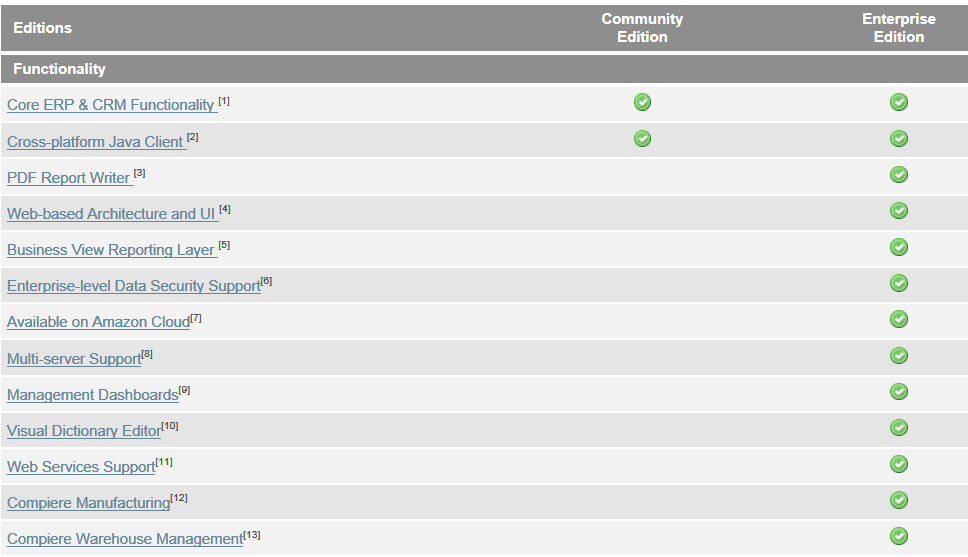 Editions Community Edition Enterprise Edition
Functionality
Core ERP & CRM Functionality [1]
Cross-platform Java Client [2]
PDF Report Writer [3]
Web-based Architecture and UI [4]
Business View Reporting Layer [5]
Enterprise-level Data Security Support[6]
Available on Amazon Cloud[7]
Multi-server Support[8]
Management Dashboards[9]
Visual Dictionary Editor[10]
Web Services Support[11]
Compiere Manufacturing[12]
Compiere Warehouse Management[13]